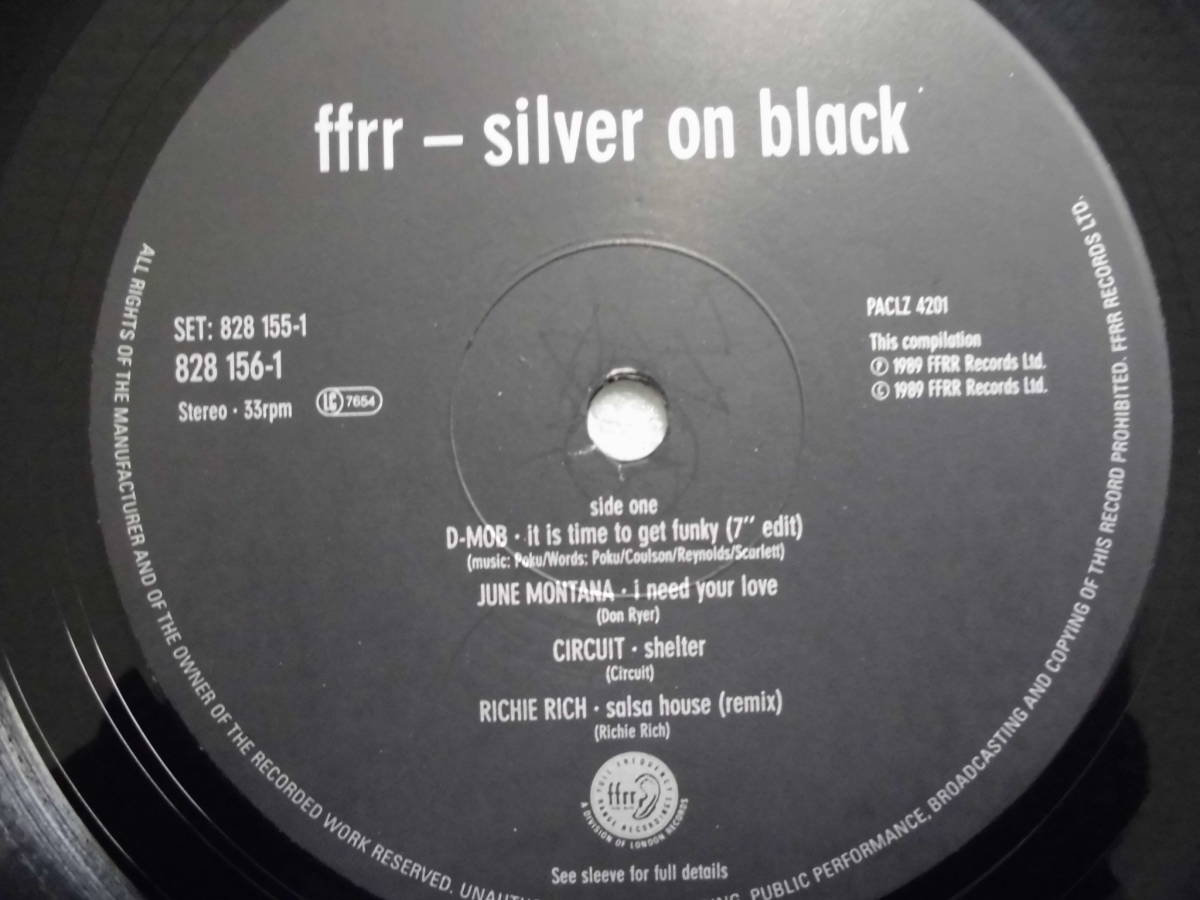 ffrr – silver on black
SET: 828 155-1
828 156-1
Stereo · 33rpm
LC 7654
PACLZ 4201
This compilation
Ⓟ 1989 FFRR Records Ltd.
© 1989 FFRR Records Ltd.
side one
D-MOB · it is time to get funky (7″ edit)
(music: Poku/Words: Poku/Coulson/Reynolds/Scarlett)
JUNE MONTANA · i need your love
(Don Ryer)
CIRCUIT · shelter
(Circuit)
RICHIE RICH · salsa house (remix)
(Richie Rich)
FULL FREQUENCY
ffrr
RANGE RECORDINGS
A DIVISION OF LONDON RECORDS
See sleeve for full details
ALL RIGHTS OF THE MANUFACTURER AND OF THE OWNER OF THE RECORDED WORK RESERVED. PUBLIC PERFORMANCE, BROADCASTING AND COPYING OF THIS RECORD PROHIBITED. FFRR RECORDS LTD.